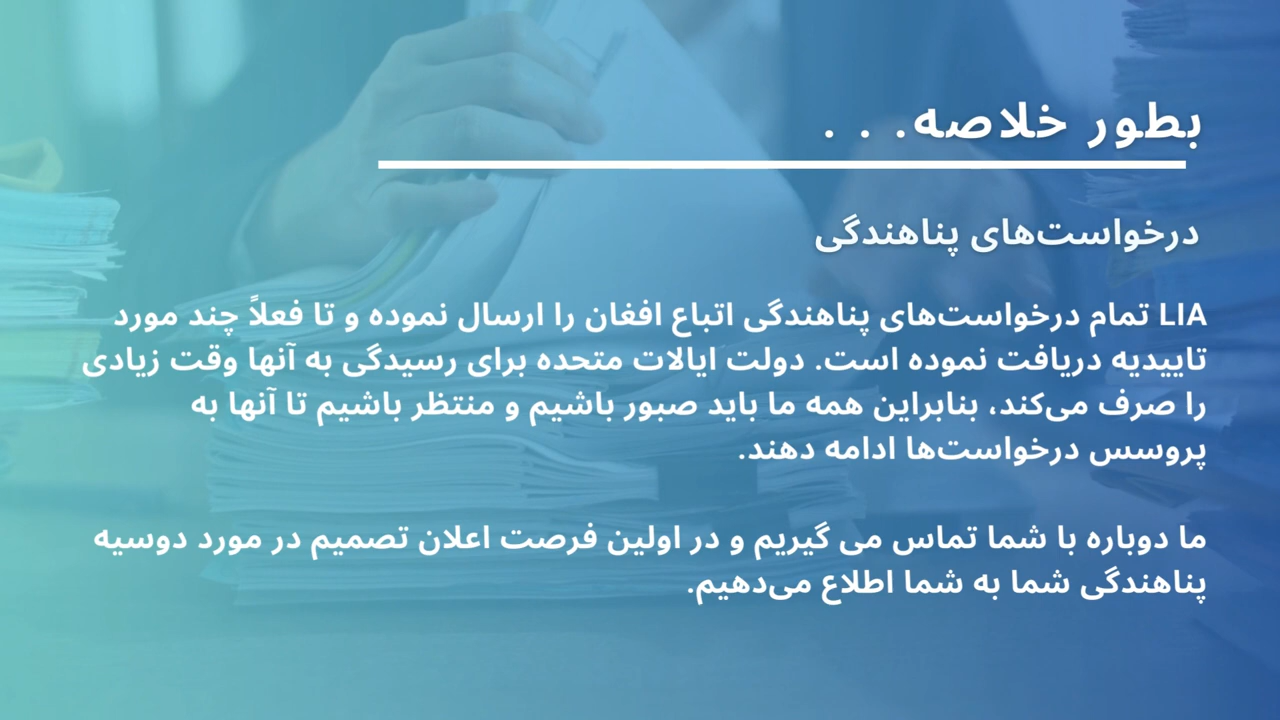 بطور خلاصه. . .
درخواست‌های پناهندگی
LIA تمام درخواست‌های پناهندگی اتباع افغان را ارسال نموده و تا فعلاً چند مورد
تاییدیه دریافت نموده است. دولت ایالات متحده برای رسیدگی به آنها وقت زیادی
را صرف می‌کند، بنابراین همه ما باید صبور باشیم و منتظر باشیم تا آنها به
پروسس درخواست‌ها ادامه دهند.
ما دوباره با شما تماس می گیریم و در اولین فرصت اعلان تصمیم در مورد دوسیه
پناهندگی شما به شما اطلاع می‌دهیم.